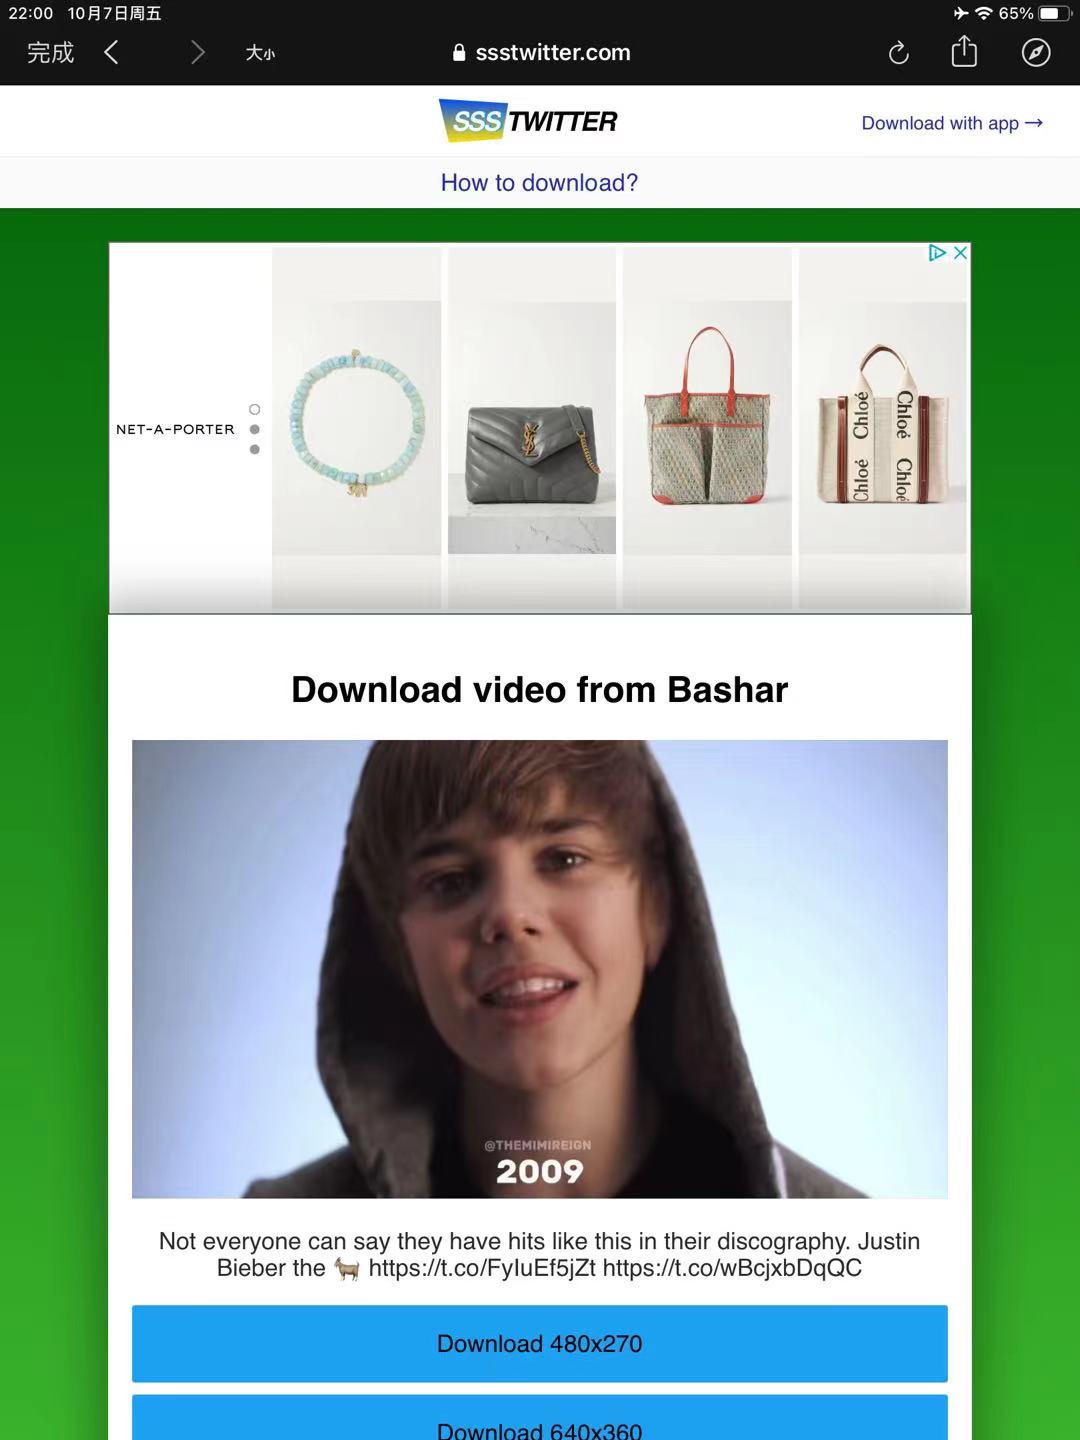 22:00 10月7日周五
65%
完成
大小
ssstwitter.com
SSSTWITTER
Download with app →
How to download?
NET-A-PORTER
YSL
Chloé Chloé
Chloé Chloé
Download video from Bashar
@THEMIMIREIGN
2009
Not everyone can say they have hits like this in their discography. Justin
Bieber the 🐐 https://t.co/FyIuEf5jZt https://t.co/wBcjxbDqQC
Download 480x270
Download 640x360